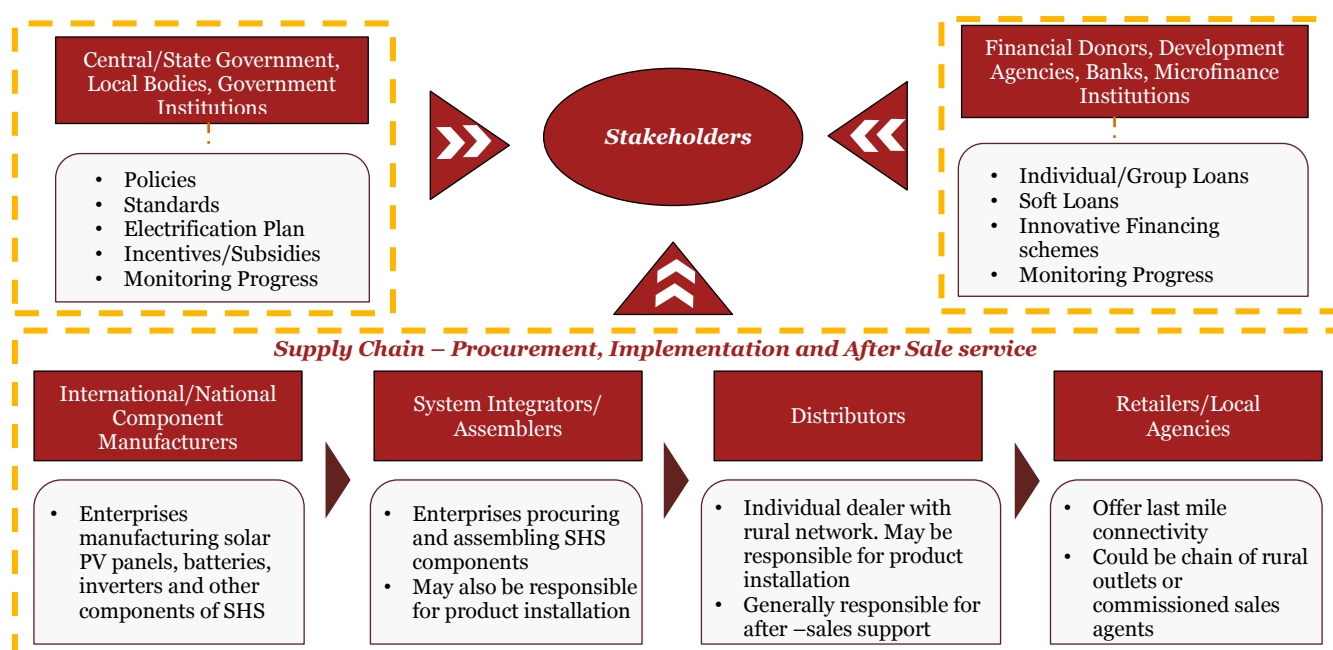 Central/State Government,
Local Bodies, Government
Institutions
• Policies
• Standards
• Electrification Plan
• Incentives/Subsidies
• Monitoring Progress
Stakeholders
Financial Donors, Development
Agencies, Banks, Microfinance
Institutions
• Individual/Group Loans
• Soft Loans
• Innovative Financing
schemes
• Monitoring Progress
Supply Chain – Procurement, Implementation and After Sale service
International/National
Component
Manufacturers
• Enterprises
manufacturing solar
PV panels, batteries,
inverters and other
components of SHS
System Integrators/
Assemblers
• Enterprises procuring
and assembling SHS
components
• May also be responsible
for product installation
Distributors
• Individual dealer with
rural network. May be
responsible for product
installation
• Generally responsible for
after –sales support
Retailers/Local
Agencies
• Offer last mile
connectivity
• Could be chain of rural
outlets or
commissioned sales
agents